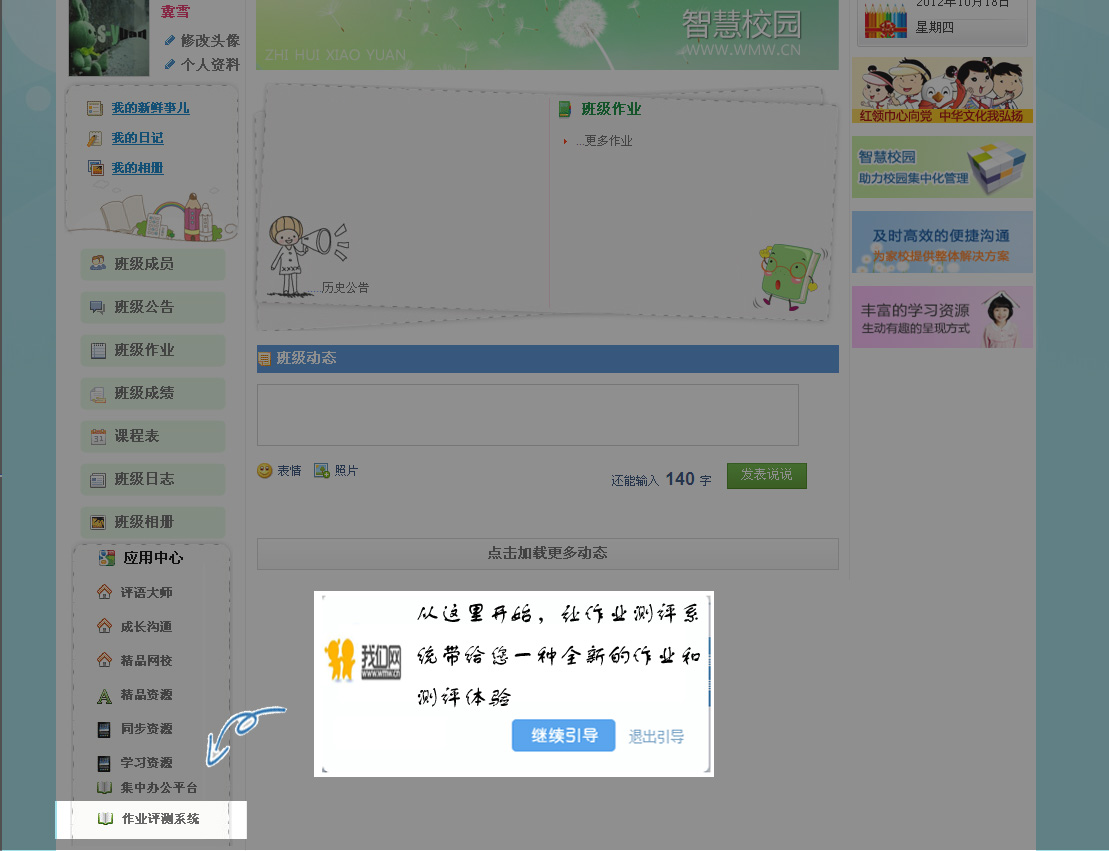 冀雪
修改头像
个人资料
我的新鲜事儿
我的日记
我的相册
班级成员
班级公告
班级作业
班级成绩
课程表
班级日志
班级相册
应用中心
评语大师
成长沟通
精品网校
精品资源
同步资源
学习资源
集中办公平台
作业评测系统
智慧校园
WWW.WMW.CN
ZHI HUI XIAO YUAN
班级作业
...更多作业
.....历史公告
班级动态
表情
照片
还能输入 140 字
发表说说
点击加载更多动态
从这里开始，让作业测评系
统带给您一种全新的作业和
测评体验
我们网
www.wmw.cn
继续引导
退出引导
2012年10月18日
星期四
红领巾心向党 中华文化我弘扬
智慧校园
助力校园集中化管理
及时高效的便捷沟通
为家校提供整体解决方案
丰富的学习资源
生动有趣的呈现方式